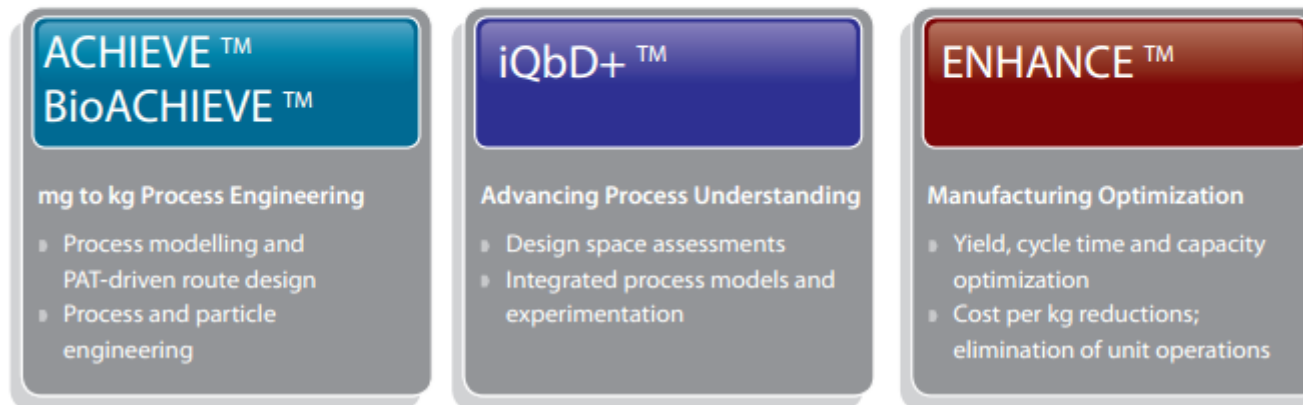 ACHIEVE ™
BioACHIEVE ™
mg to kg Process Engineering
Process modelling and
PAT-driven route design
Process and particle
engineering
iQbD+ ™
Advancing Process Understanding
Design space assessments
Integrated process models and
experimentation
ENHANCE ™
Manufacturing Optimization
Yield, cycle time and capacity
optimization
Cost per kg reductions;
elimination of unit operations